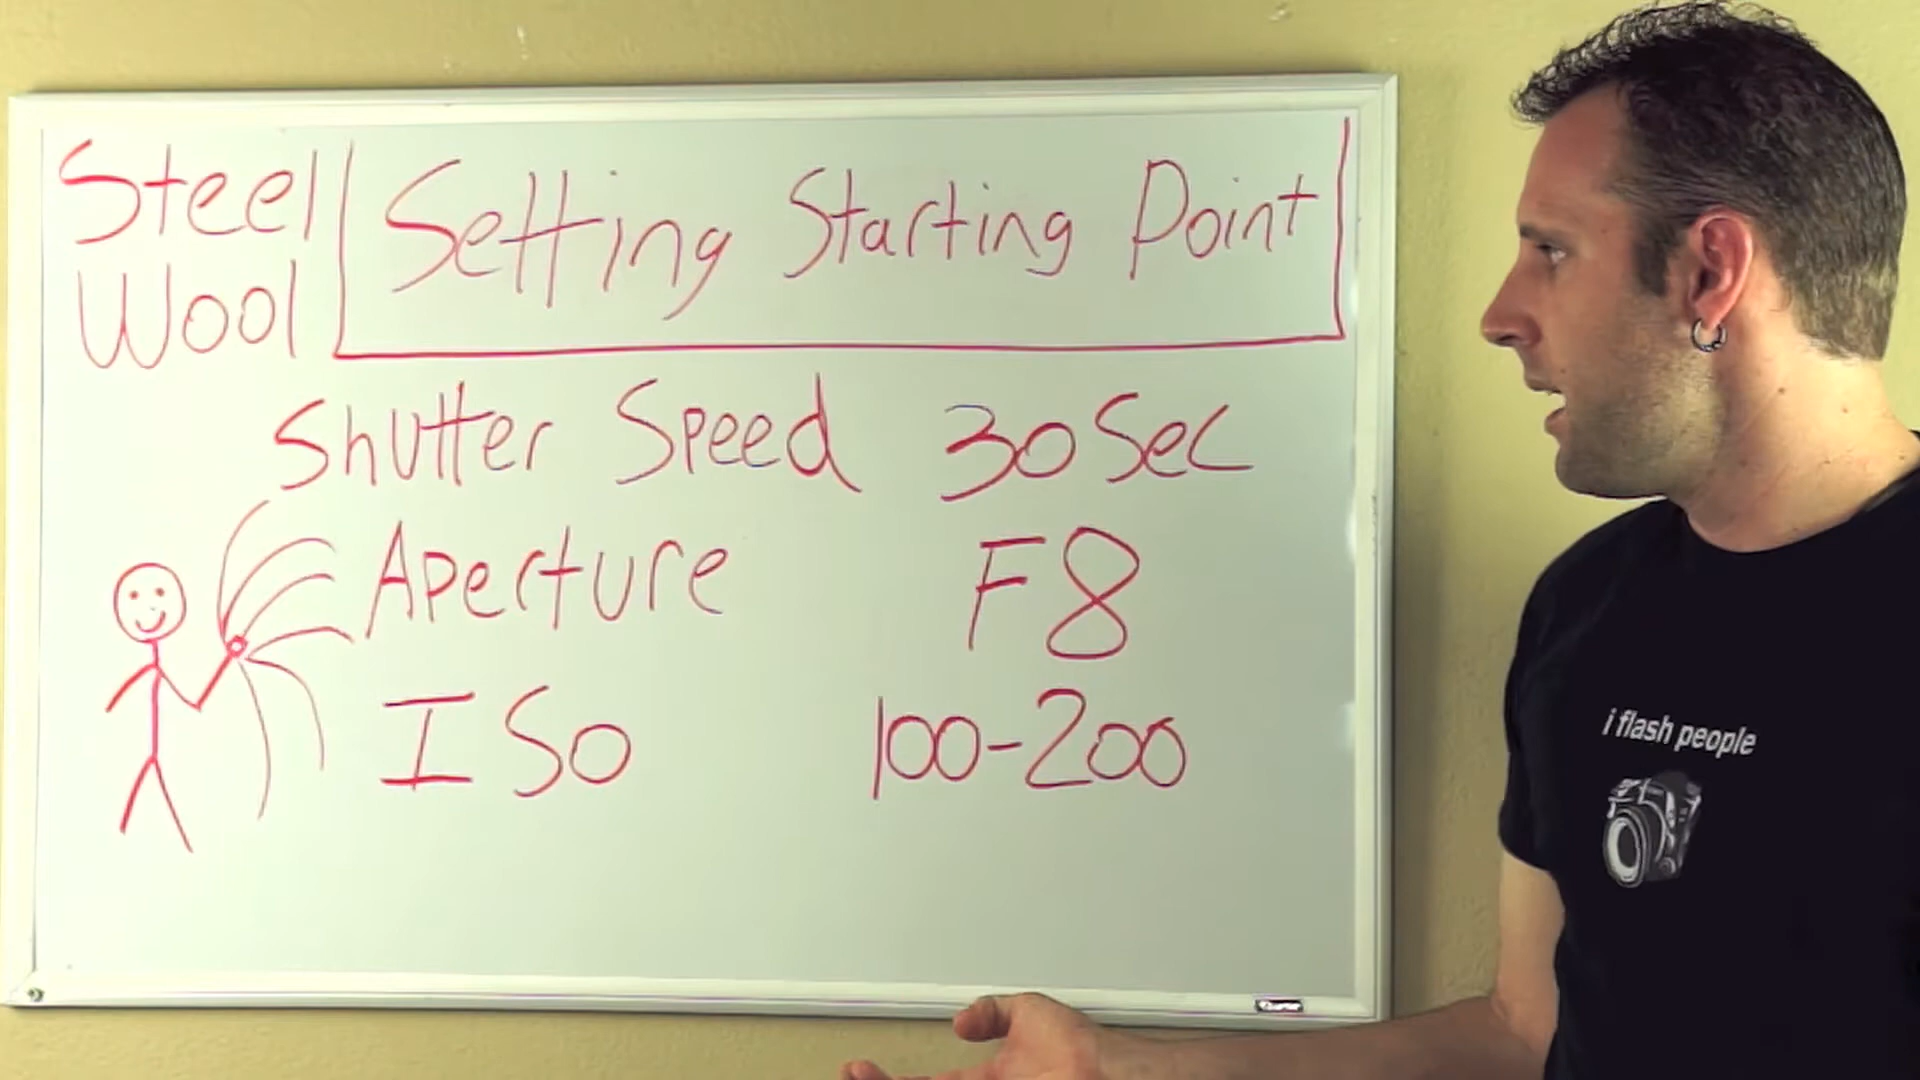 Steel
Wool
Setting Starting Point
Shutter Speed 30 Sec
Aperture F8
ISO 100-200
i flash people